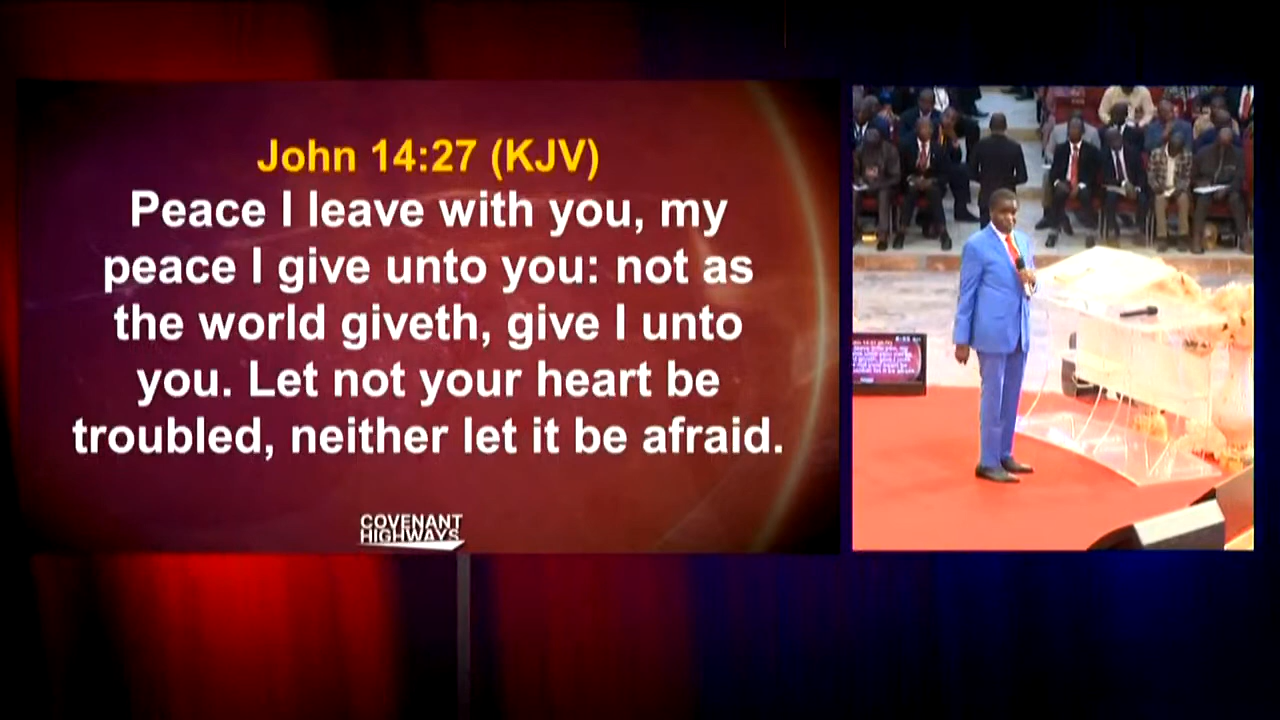 John 14:27 (KJV)
Peace I leave with you, my
peace I give unto you: not as
the world giveth, give I unto
you. Let not your heart be
troubled, neither let it be afraid.
COVENANT
HIGHWAYS